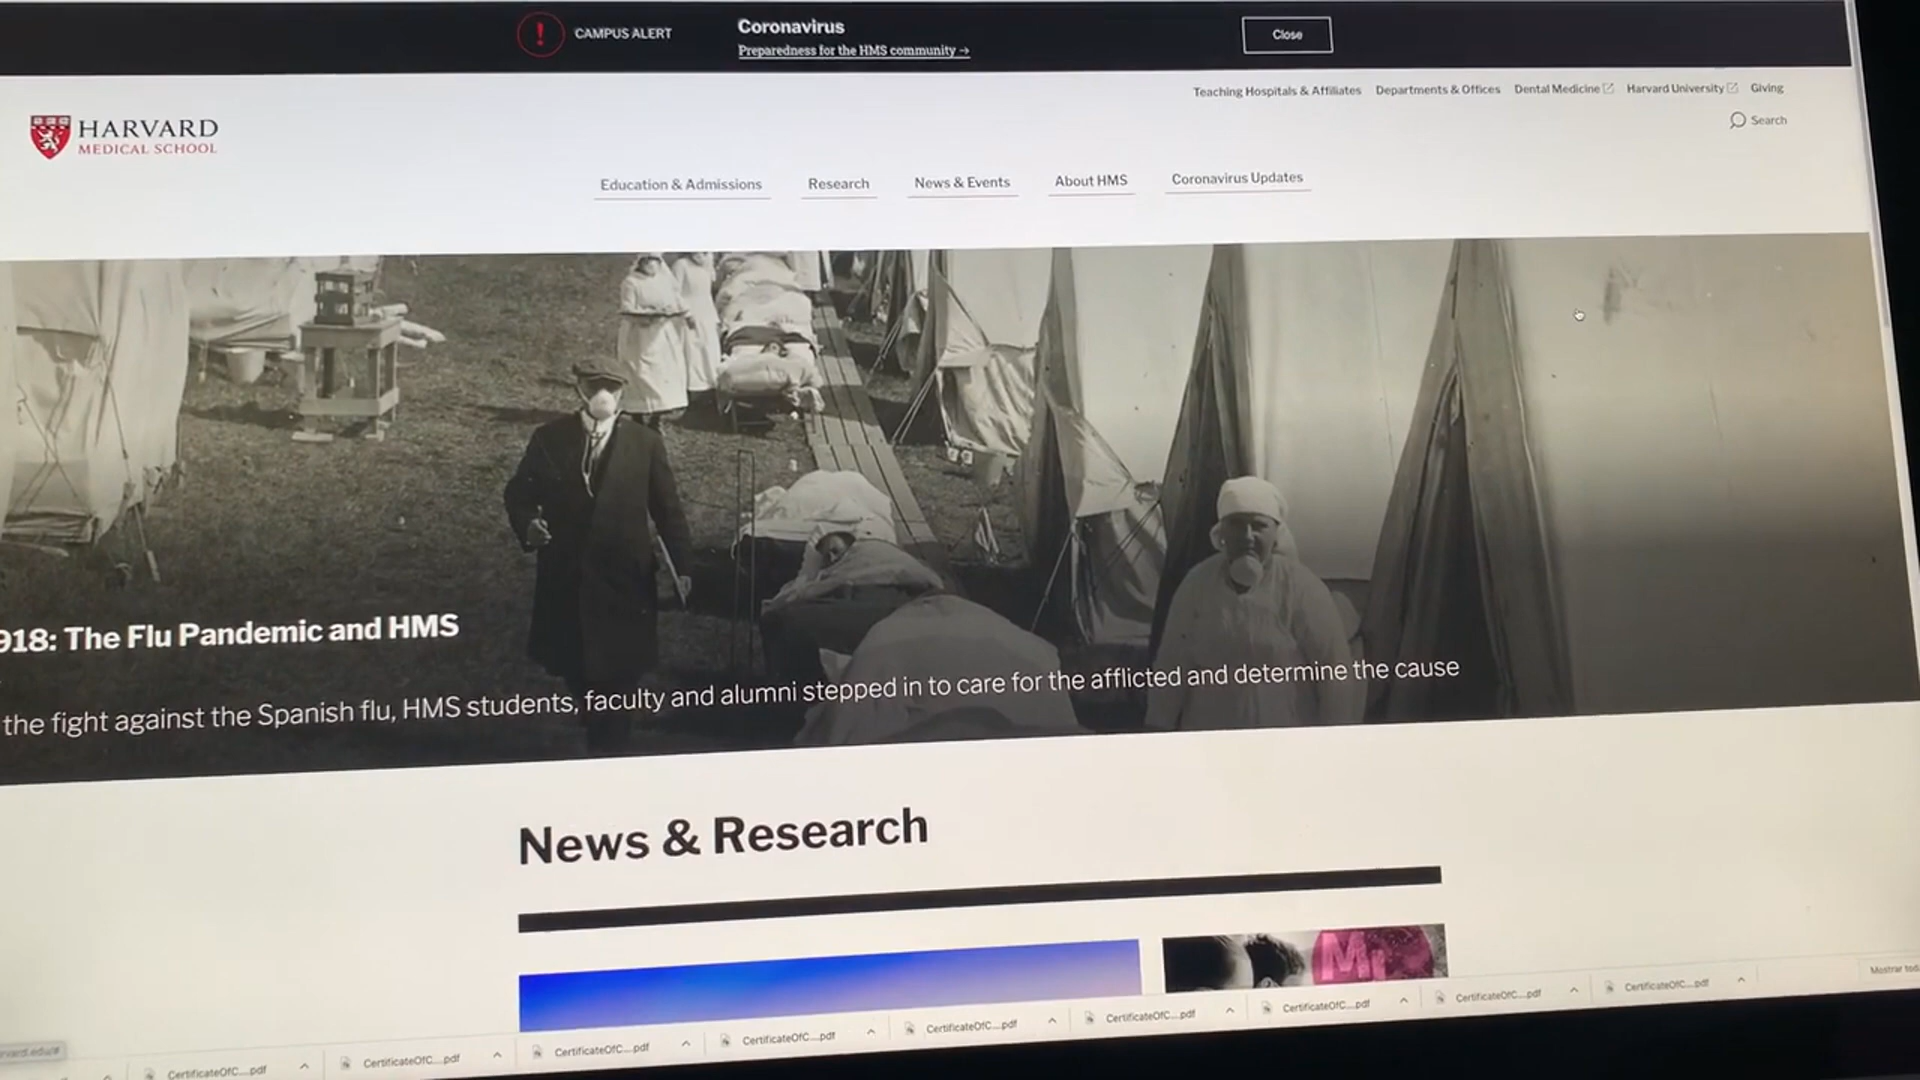 CAMPUS ALERT
Coronavirus
Preparedness for the HMS community →
Close
Teaching Hospitals & Affiliates Departments & Offices Dental Medicine Harvard University Giving
Search
HARVARD
MEDICAL SCHOOL
Education & Admissions Research News & Events About HMS Coronavirus Updates
918: The Flu Pandemic and HMS
the fight against the Spanish flu, HMS students, faculty and alumni stepped in to care for the afflicted and determine the cause
News & Research
Mostrar tod
CertificateOfC....pdf CertificateOfC....pdf CertificateOfC....pdf CertificateOfC....pdf CertificateOfC....pdf CertificateOfC....pdf CertificateOfC....pdf CertificateOfC....pdf CertificateOfC....pdf